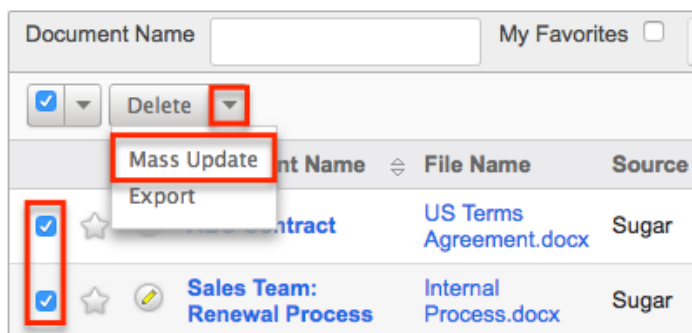 Document Name My Favorites
Delete
Mass Update
nt Name File Name Source
Export
ntract US Terms Agreement.docx Sugar
Sales Team: Renewal Process Internal Process.docx Sugar